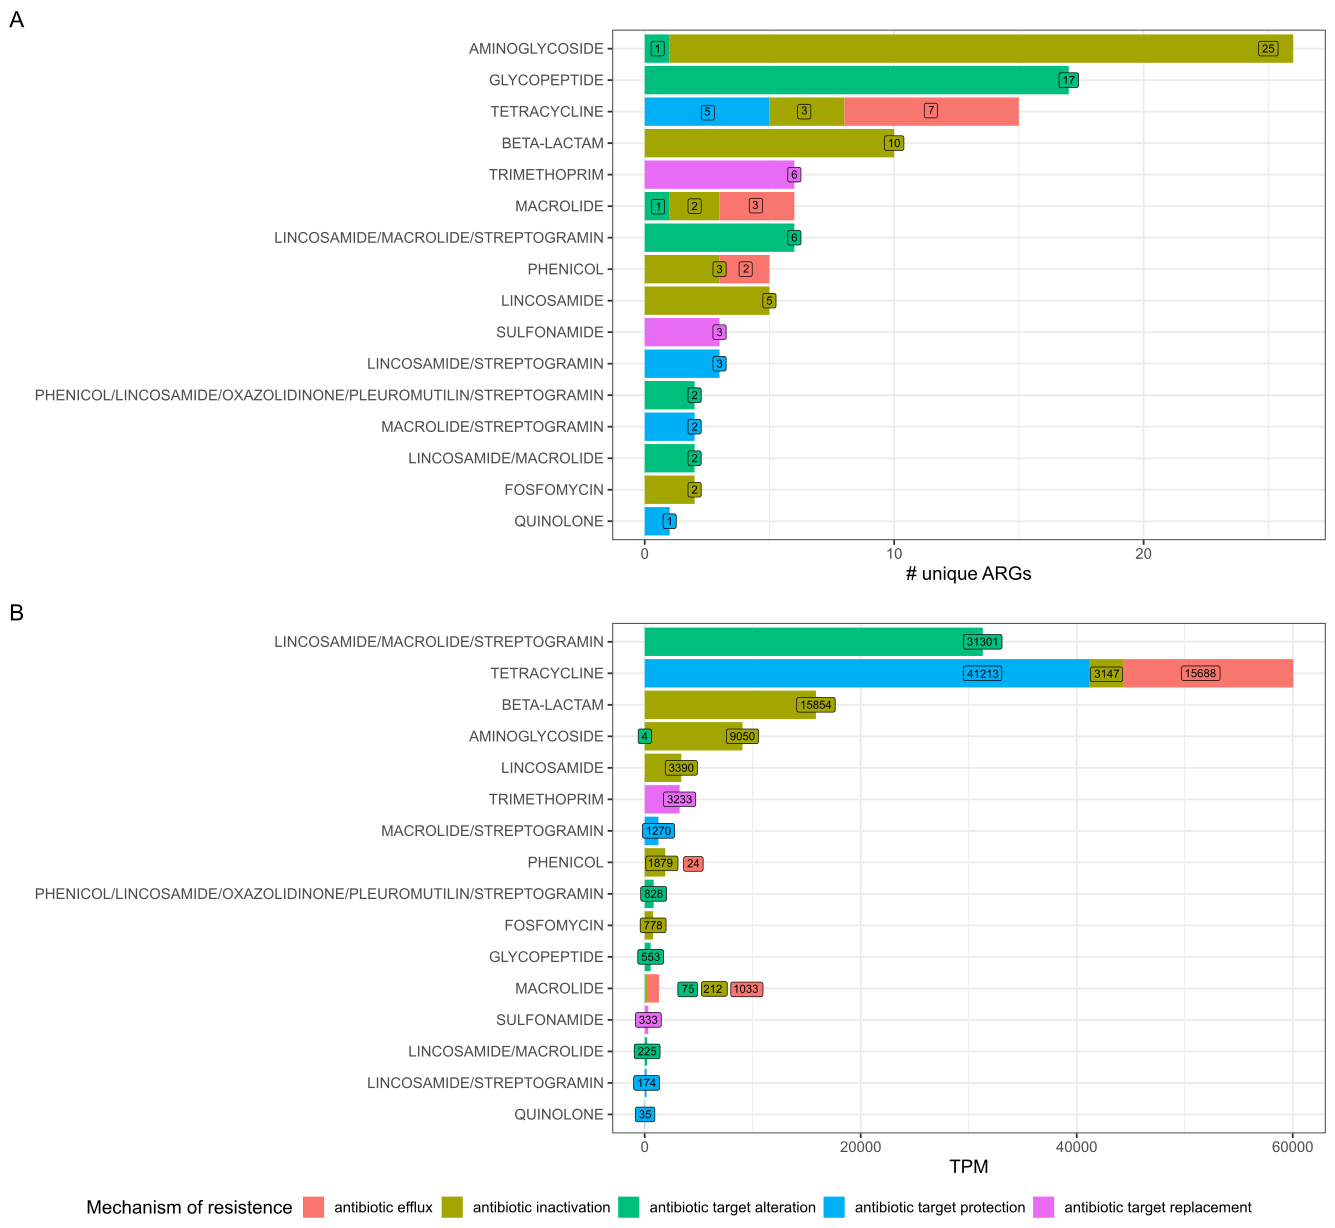 A
AMINOGLYCOSIDE 1 25
GLYCOPEPTIDE 17
TETRACYCLINE 5 3 7
BETA-LACTAM 10
TRIMETHOPRIM 6
MACROLIDE 1 2 3
LINCOSAMIDE/MACROLIDE/STREPTOGRAMIN 6
PHENICOL 3 2
LINCOSAMIDE 5
SULFONAMIDE 3
LINCOSAMIDE/STREPTOGRAMIN 3
PHENICOL/LINCOSAMIDE/OXAZOLIDINONE/PLEUROMUTILIN/STREPTOGRAMIN 2
MACROLIDE/STREPTOGRAMIN 2
LINCOSAMIDE/MACROLIDE 2
FOSFOMYCIN 2
QUINOLONE 1
0 10 20
# unique ARGs
B
LINCOSAMIDE/MACROLIDE/STREPTOGRAMIN 31301
TETRACYCLINE 41213 3147 15688
BETA-LACTAM 15854
AMINOGLYCOSIDE 4 9050
LINCOSAMIDE 3390
TRIMETHOPRIM 3233
MACROLIDE/STREPTOGRAMIN 1270
PHENICOL 1879 24
PHENICOL/LINCOSAMIDE/OXAZOLIDINONE/PLEUROMUTILIN/STREPTOGRAMIN 828
FOSFOMYCIN 778
GLYCOPEPTIDE 553
MACROLIDE 75 212 1033
SULFONAMIDE 333
LINCOSAMIDE/MACROLIDE 225
LINCOSAMIDE/STREPTOGRAMIN 174
QUINOLONE 35
0 20000 40000 60000
TPM
Mechanism of resistance antibiotic efflux antibiotic inactivation antibiotic target alteration antibiotic target protection antibiotic target replacement